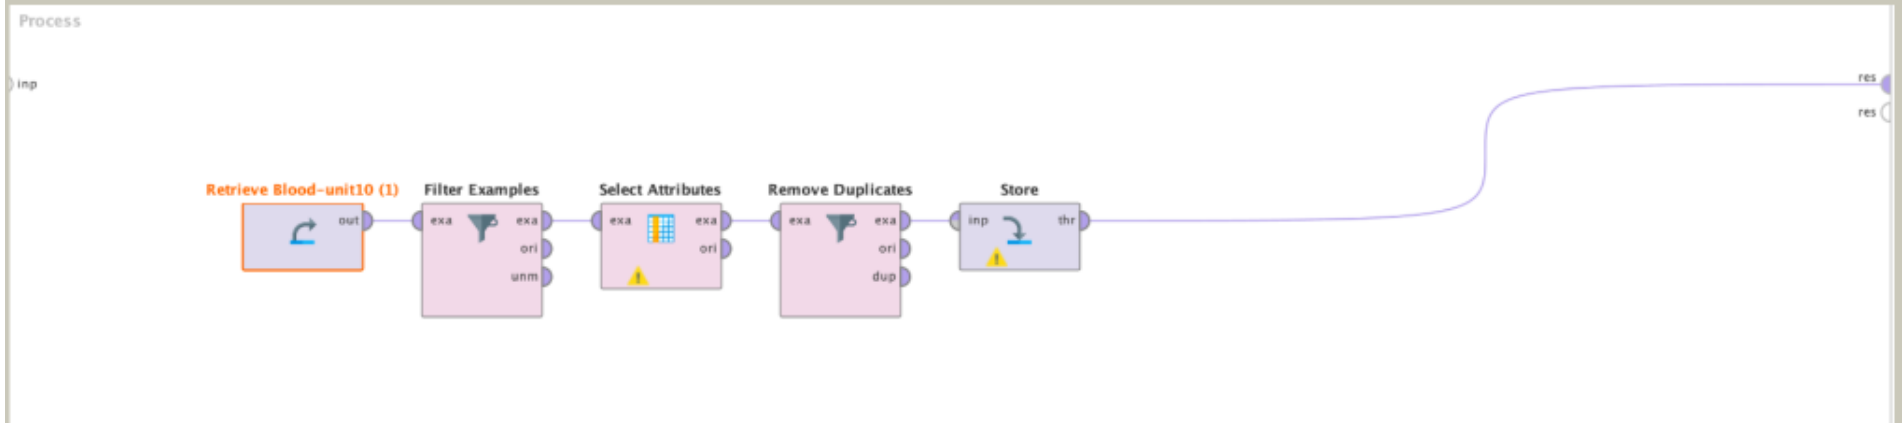 Process
inp
res
res
Retrieve Blood-unit10 (1)
Filter Examples
Select Attributes
Remove Duplicates
Store
out
exa
exa
exa
exa
exa
exa
inp
thr
ori
ori
ori
unm
dup